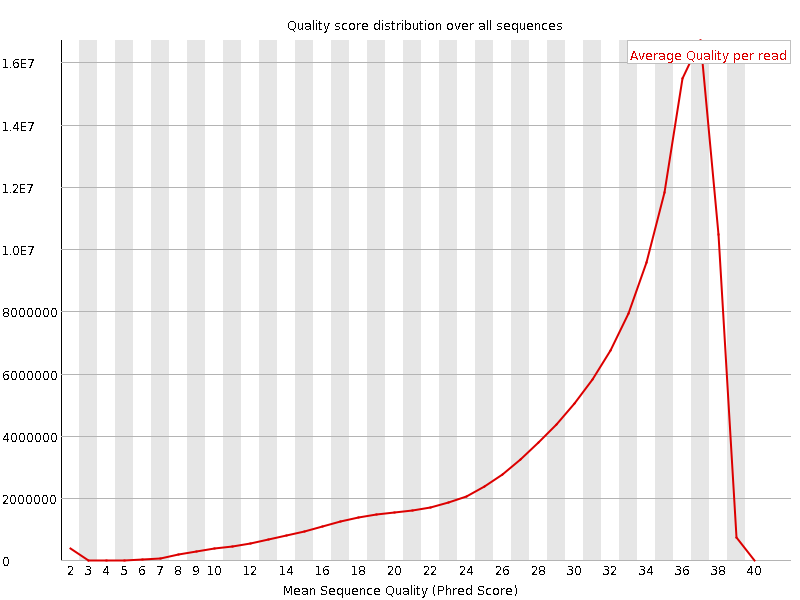 Quality score distribution over all sequences
Average Quality per read
1.6E7
1.4E7
1.2E7
1.0E7
8000000
6000000
4000000
2000000
0
2 3 4 5 6 7 8 9 10 12 14 16 18 20 22 24 26 28 30 32 34 36 38 40
Mean Sequence Quality (Phred Score)